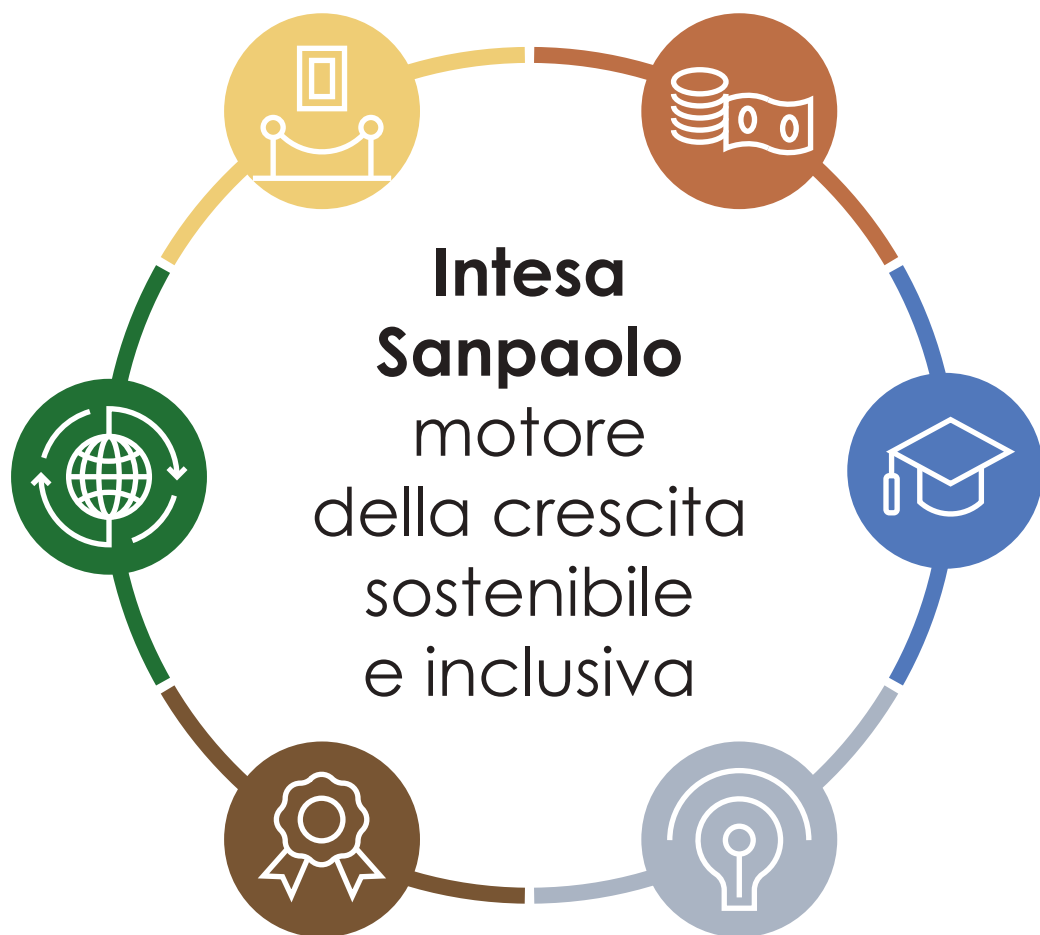 Intesa
Sanpaolo
motore
della crescita
sostenibile
e inclusiva